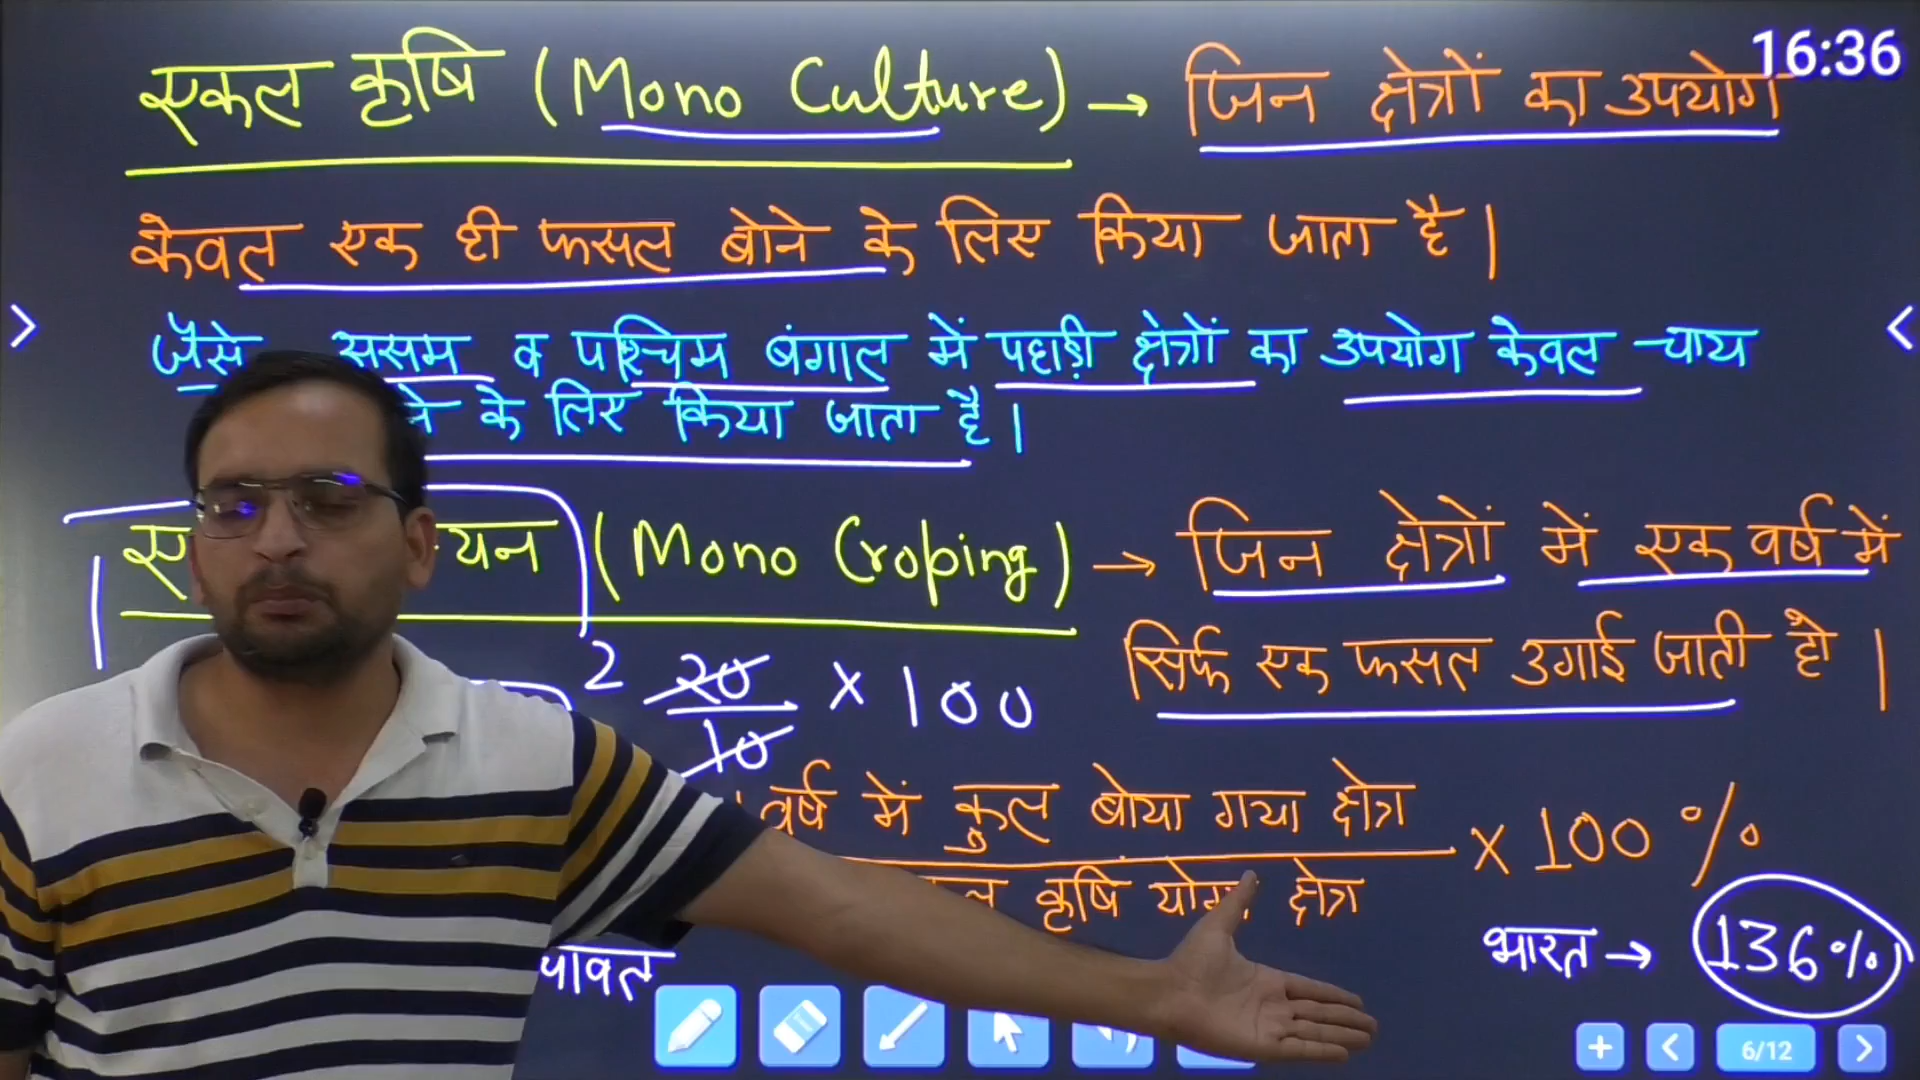 16:36
एकल कृषि (Mono Culture) → जिन क्षेत्रों का उपयोग
केवल एक ही फसल बोने के लिए किया जाता है |
जैसे असम व पश्चिम बंगाल में पहाड़ी क्षेत्रों का उपयोग केवल चाय
के लिए किया जाता है |
(Mono Croping) → जिन क्षेत्रों में एक वर्ष में
सिर्फ एक फसल उगाई जाती हो |
2 20/10 × 100
वर्ष में कुल बोया गया क्षेत्र × 100 %
कृषि योग्य क्षेत्र
भारत → 136%
चावल
6/12